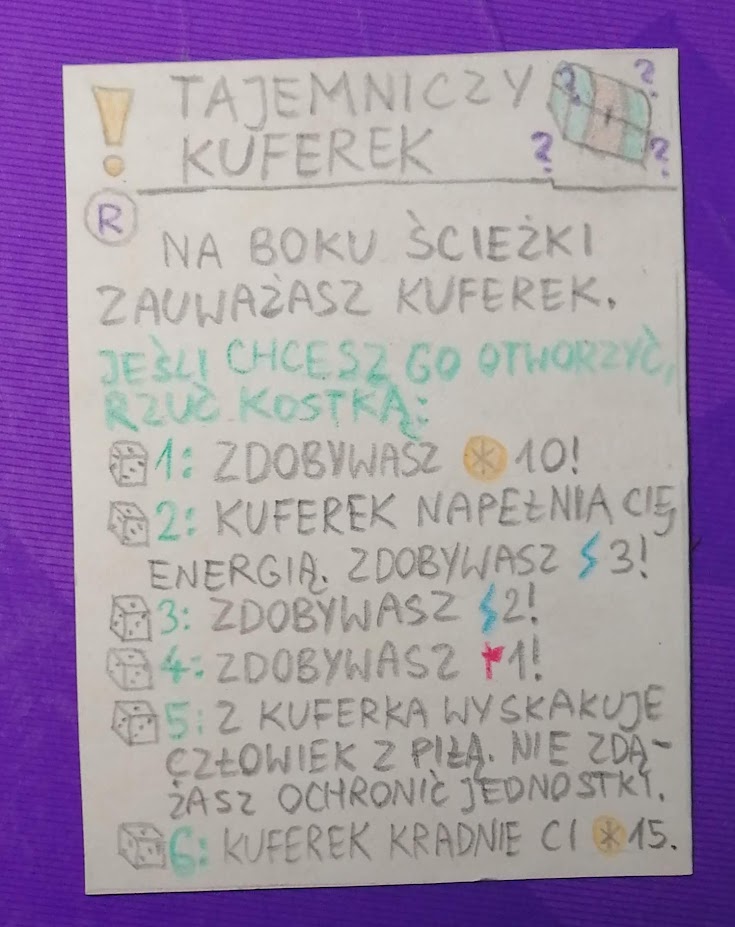 ! TAJEMNICZY
KUFEREK
? ? ? ?
R
NA BOKU ŚCIEŻKI
ZAUWAŻASZ KUFEREK.
JEŚLI CHCESZ GO OTWORZYĆ,
RZUĆ KOSTKĄ:
1: ZDOBYWASZ 10!
2: KUFEREK NAPEŁNIA CIĘ
ENERGIĄ. ZDOBYWASZ 3!
3: ZDOBYWASZ 2!
4: ZDOBYWASZ 1!
5: Z KUFERKA WYSKAKUJE
CZŁOWIEK Z PIŁĄ. NIE ZDĄ-
ŻASZ OCHRONIĆ JEDNOSTKI.
6: KUFEREK KRADNIE CI 15.